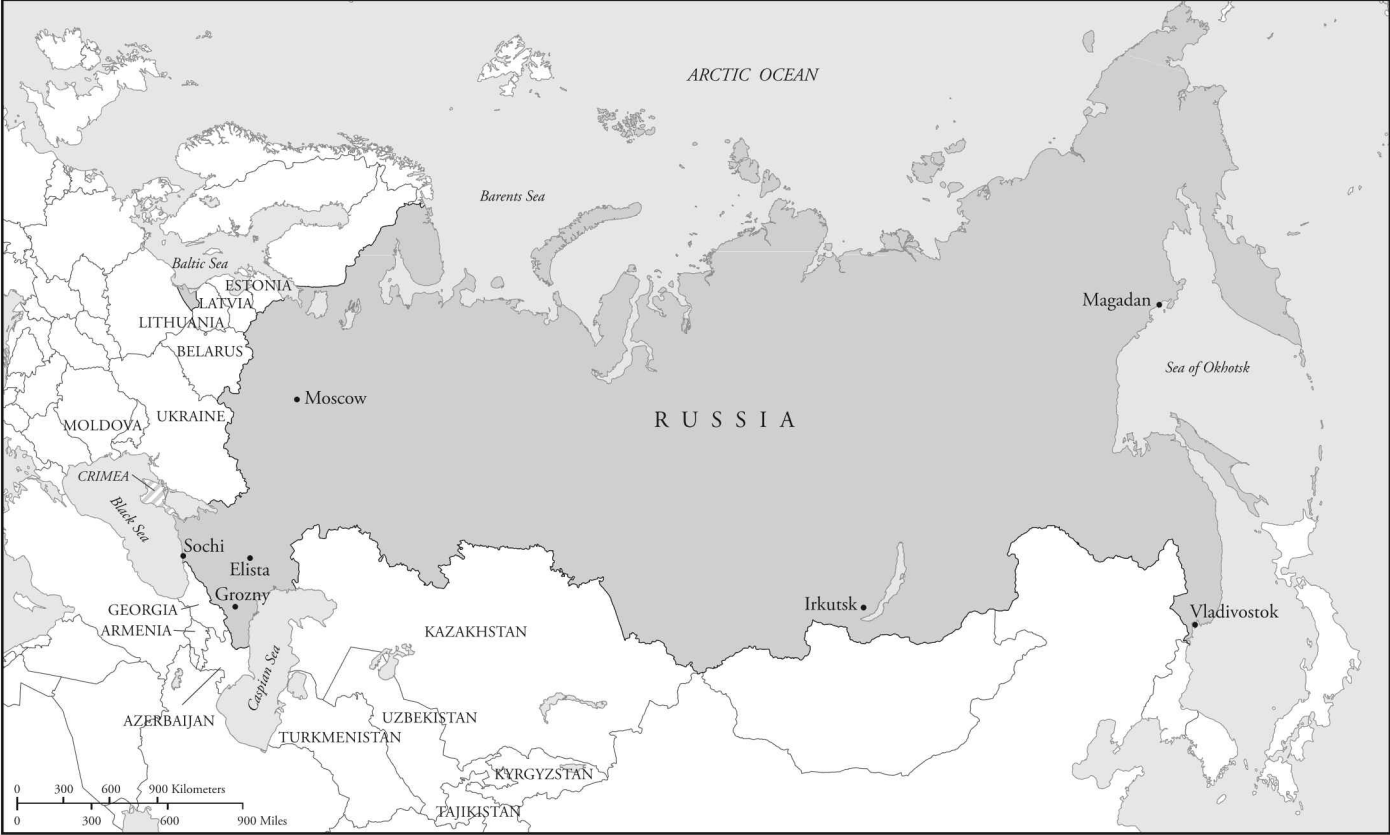 ARCTIC OCEAN
Barents Sea
Baltic Sea
ESTONIA
LATVIA
LITHUANIA
BELARUS
Magadan
Sea of Okhotsk
Moscow
RUSSIA
UKRAINE
MOLDOVA
CRIMEA
Black Sea
Sochi
Elista
Grozny
GEORGIA
ARMENIA
Irkutsk
Vladivostok
KAZAKHSTAN
Caspian Sea
AZERBAIJAN
UZBEKISTAN
TURKMENISTAN
KYRGYZSTAN
TAJIKISTAN
0 300 600 900 Kilometers
0 300 600 900 Miles